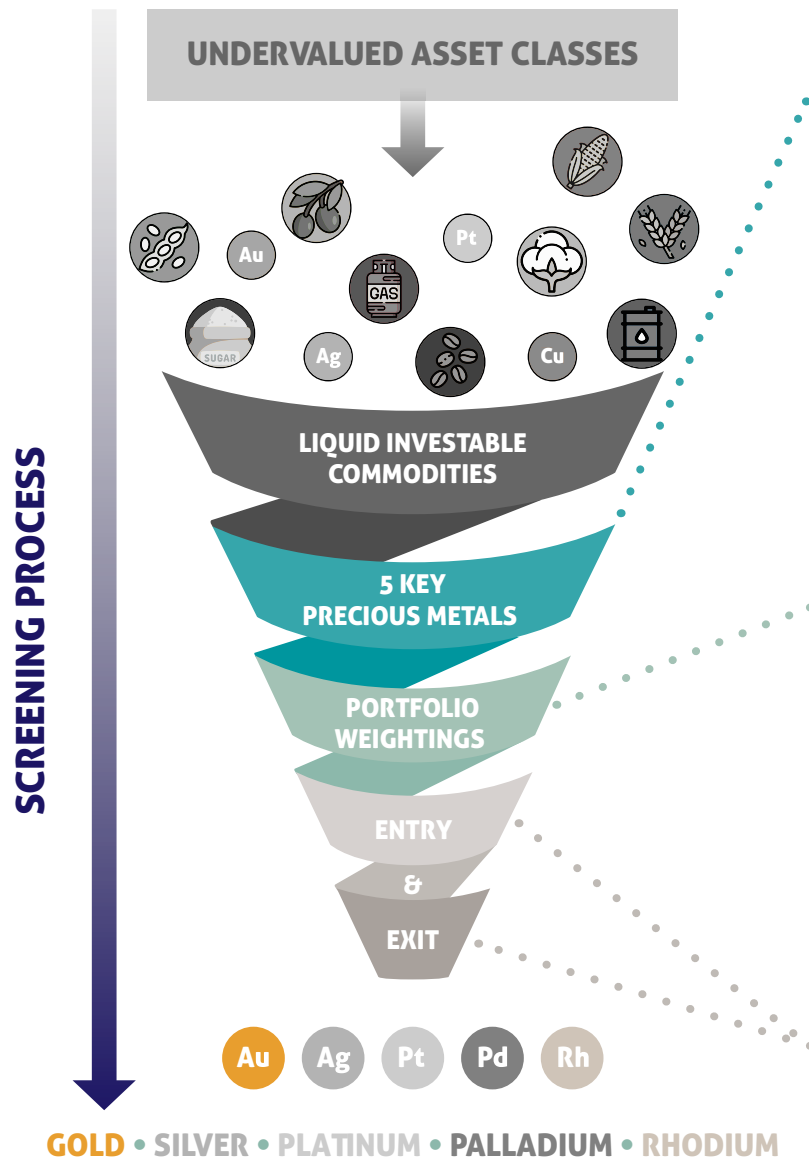 UNDERVALUED ASSET CLASSES
Pt
Au
GAS
SUGAR
Ag
Cu
LIQUID INVESTABLE
COMMODITIES
5 KEY
PRECIOUS METALS
PORTFOLIO
WEIGHTINGS
ENTRY
&
EXIT
SCREENING PROCESS
Au Ag Pt Pd Rh
GOLD • SILVER • PLATINUM • PALLADIUM • RHODIUM